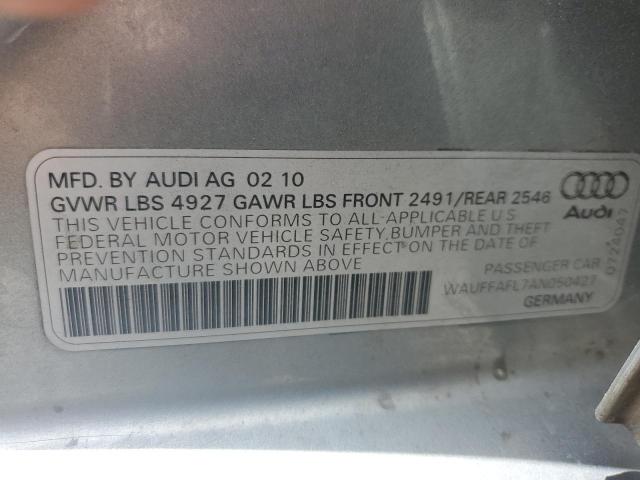 MFD. BY AUDI AG 02 10
GVWR LBS 4927 GAWR LBS FRONT 2491/REAR 2546
THIS VEHICLE CONFORMS TO ALL-APPLICABLE U S
FEDERAL MOTOR VEHICLE SAFETY,BUMPER AND THEFT
PREVENTION STANDARDS IN EFFECT ON THE DATE OF
MANUFACTURE SHOWN ABOVE
Audi
0724047
PASSENGER CAR
WAUFFAFL7AN050427
GERMANY